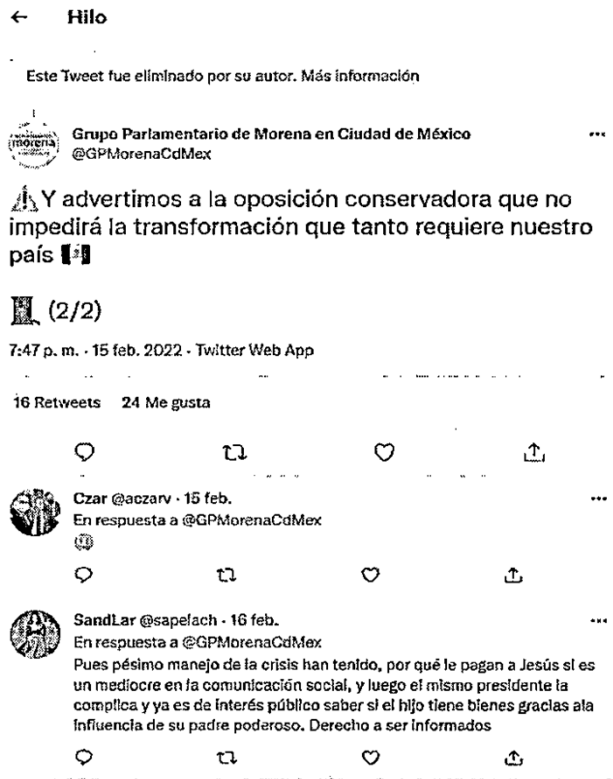 ← Hilo
Este Tweet fue eliminado por su autor. Más información
morena
Grupo Parlamentario de Morena en Ciudad de México
@GPMorenaCdMex
⚠️Y advertimos a la oposición conservadora que no
impedirá la transformación que tanto requiere nuestro
país 🇲🇽
(2/2)
7:47 p. m. · 15 feb. 2022 · Twitter Web App
16 Retweets 24 Me gusta
Czar @aczarv · 15 feb.
En respuesta a @GPMorenaCdMex
SandLar @sapelach · 16 feb.
En respuesta a @GPMorenaCdMex
Pues pésimo manejo de la crisis han tenido, por qué le pagan a Jesús si es
un mediocre en la comunicación social, y luego el mismo presidente la
complica y ya es de interés público saber si el hijo tiene bienes gracias ala
influencia de su padre poderoso. Derecho a ser informados